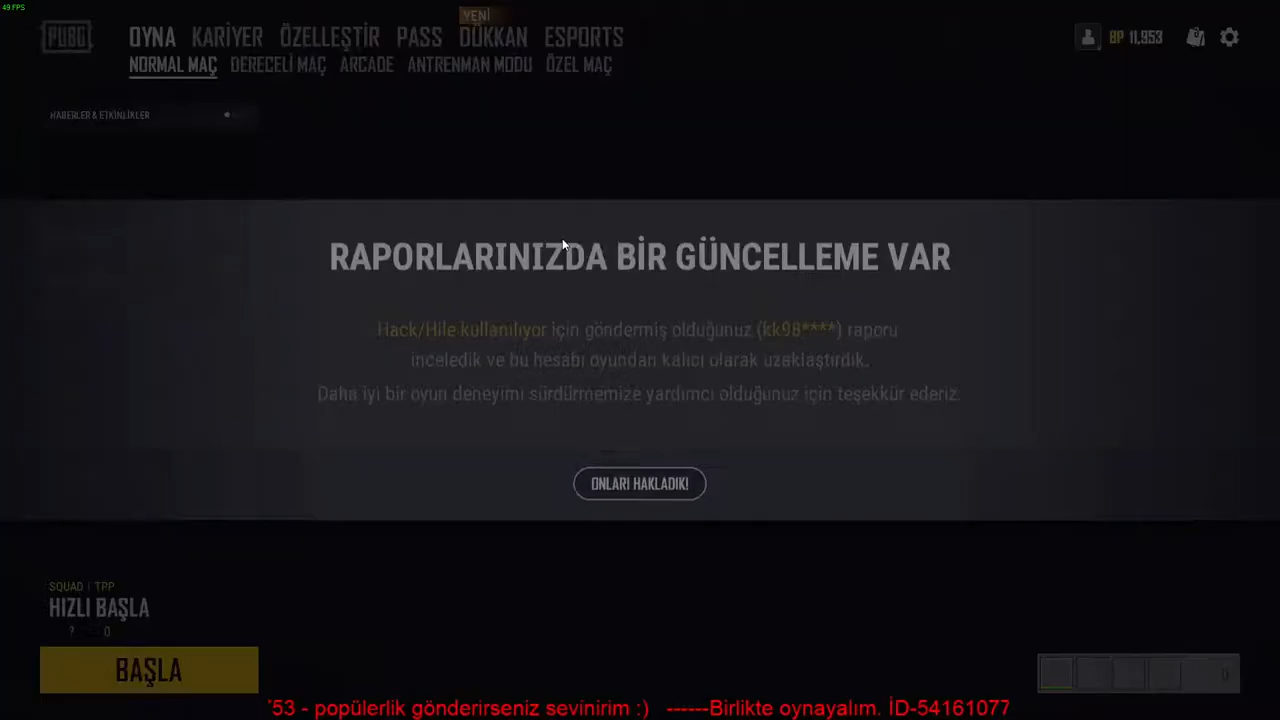 49 FPS
PUBG
YENİ
OYNA KARİYER ÖZELLEŞTİR PASS DÜKKAN ESPORTS
BP 11,953
NORMAL MAÇ DERECELİ MAÇ ARCADE ANTRENMAN MODU ÖZEL MAÇ
HABERLER & ETKİNLİKLER
RAPORLARINIZDA BİR GÜNCELLEME VAR
Hack/Hile kullanılıyor için göndermiş olduğunuz (kk98****) raporu
inceledik ve bu hesabı oyundan kalıcı olarak uzaklaştırdık.
Daha iyi bir oyun deneyimi sürdürmemize yardımcı olduğunuz için teşekkür ederiz.
ONLARI HAKLADIK!
SQUAD | TPP
HIZLI BAŞLA
? 0
BAŞLA
0
'53 - popülerlik gönderirseniz sevinirim :) ------Birlikte oynayalım. İD-54161077